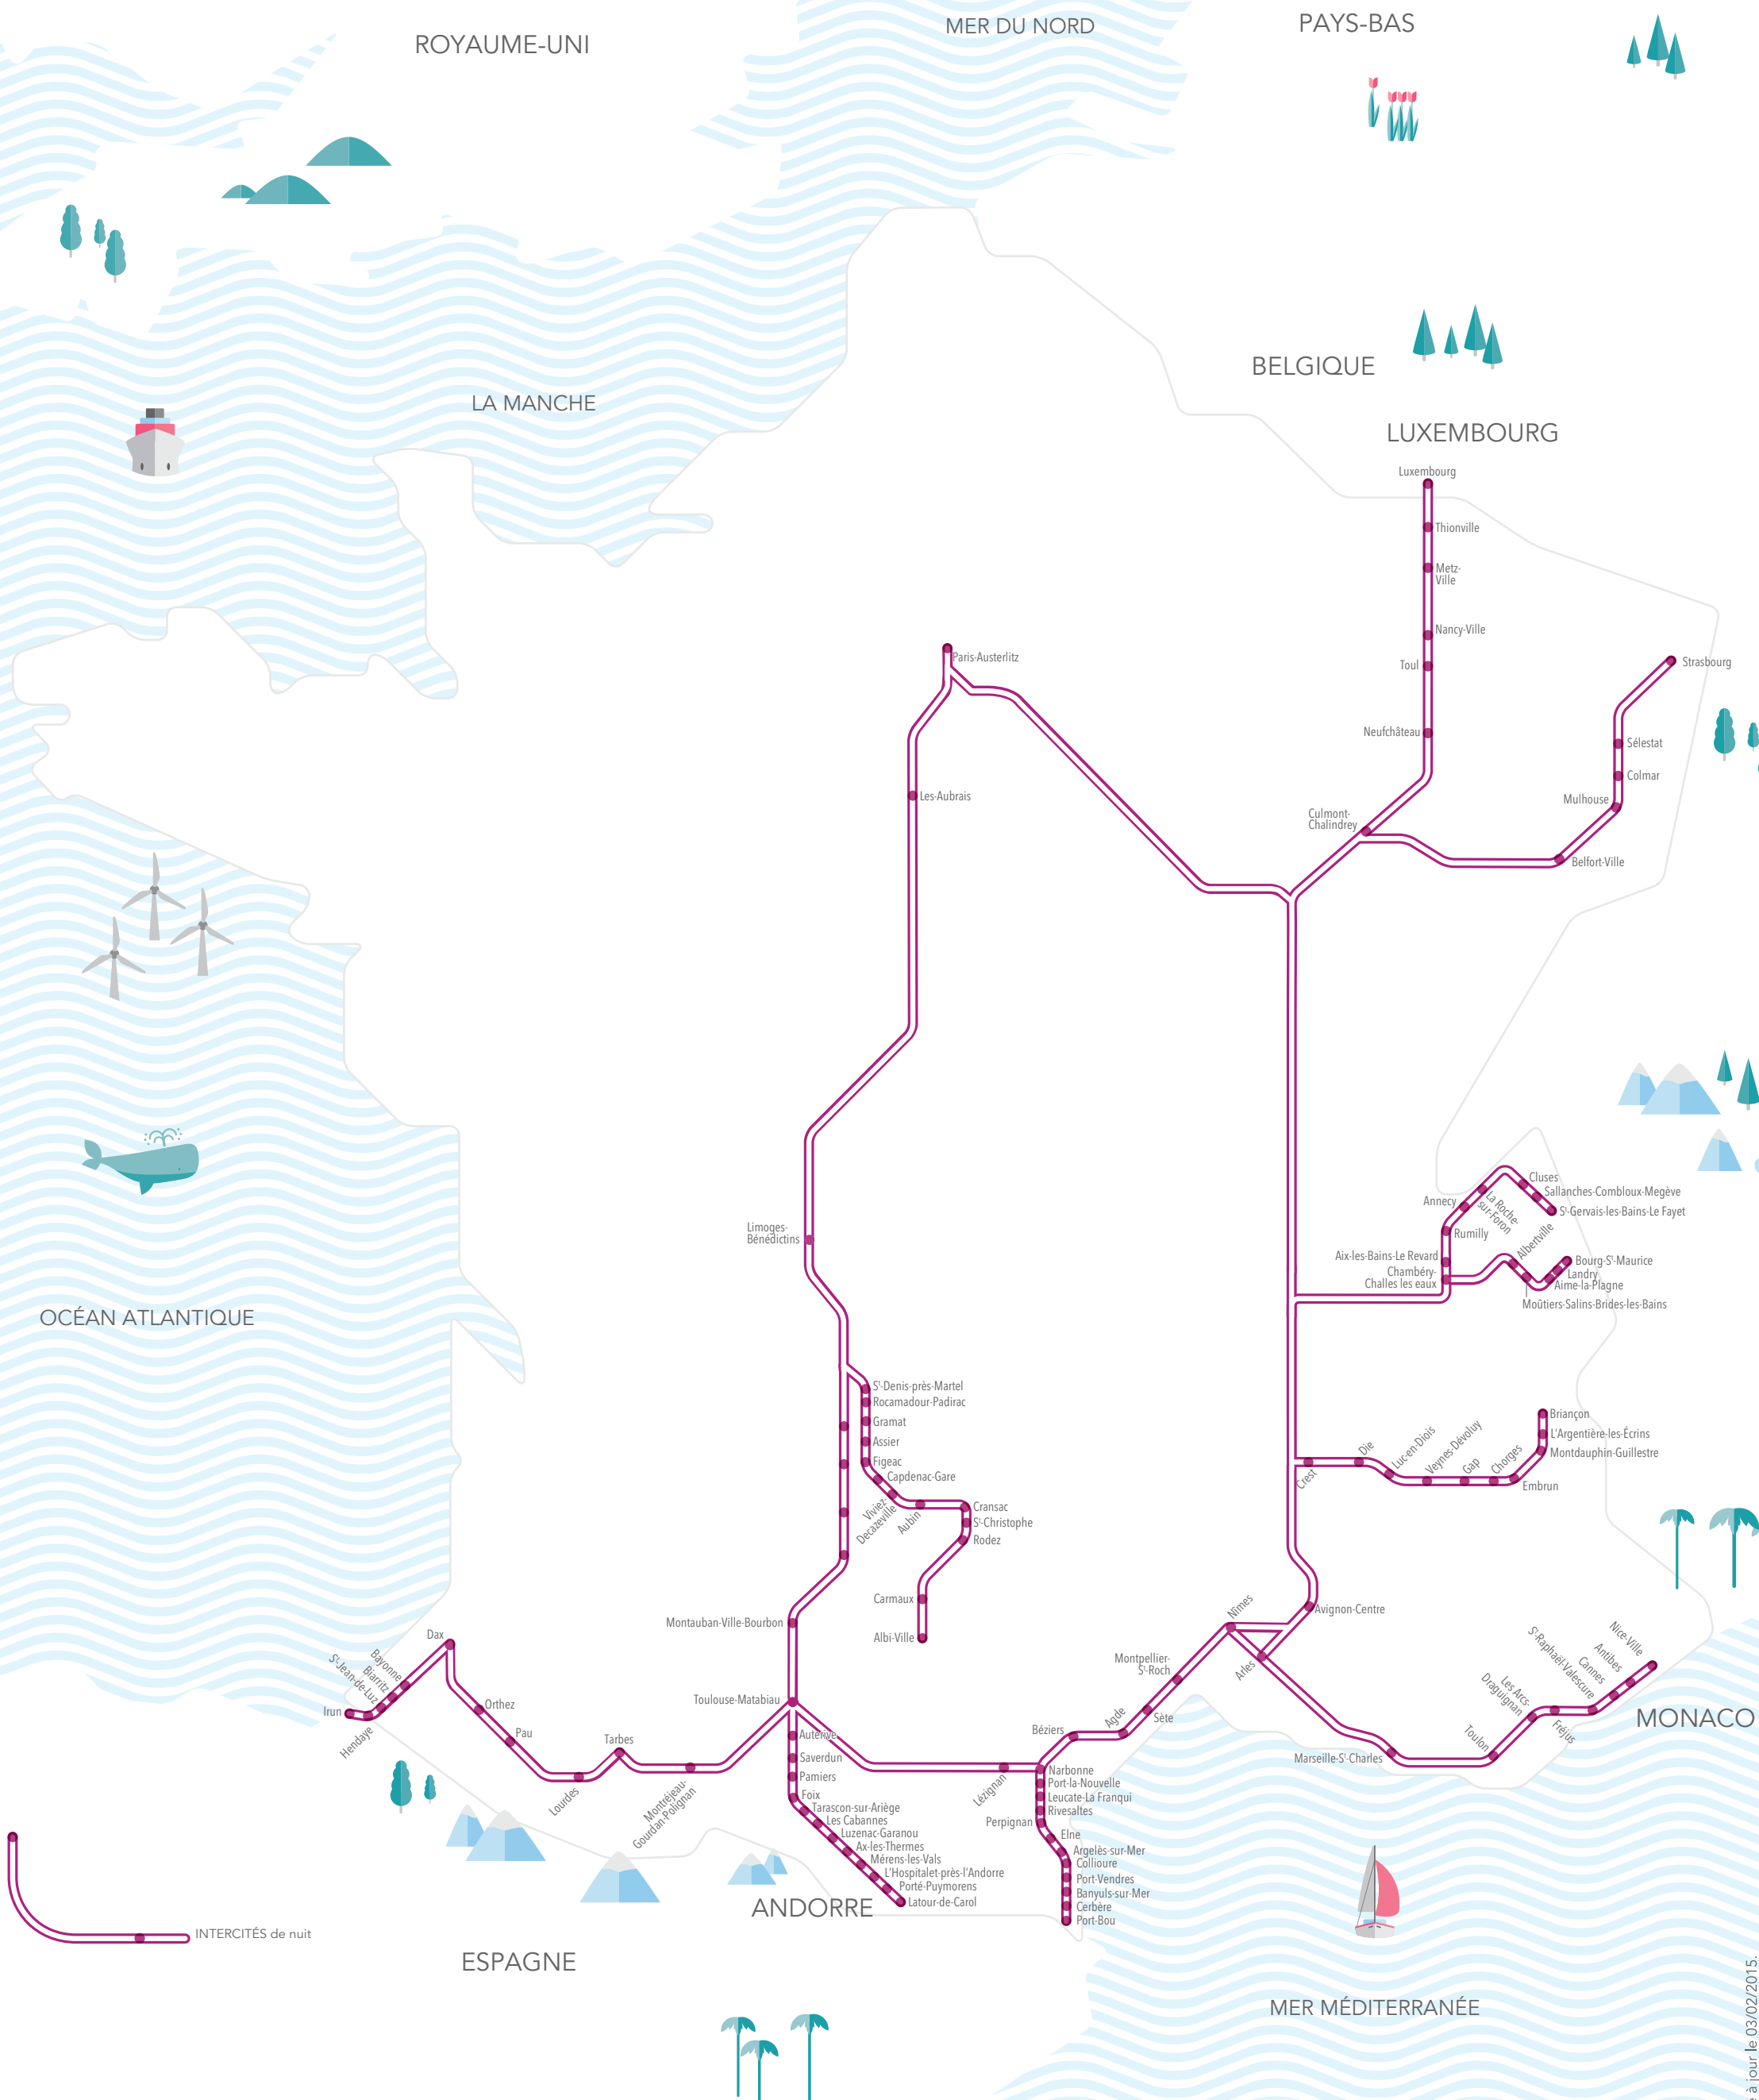 ROYAUME-UNI
MER DU NORD
PAYS-BAS
BELGIQUE
LA MANCHE
LUXEMBOURG
Luxembourg
Thionville
Metz-
Ville
Nancy-Ville
Toul
Neufchâteau
Paris-Austerlitz
Strasbourg
Sélestat
Colmar
Mulhouse
Belfort-Ville
Les-Aubrais
Culmont-
Chalindrey
Limoges-
Bénédictins
OCÉAN ATLANTIQUE
Cluses
Sallanches-Combloux-Megève
St-Gervais-les-Bains-Le Fayet
Annecy
La Roche-
sur-Foron
Rumilly
Albertville
Aix-les-Bains-Le Revard
Chambéry-
Challes les eaux
Bourg-St-Maurice
Landry
Aime-la-Plagne
Moûtiers-Salins-Brides-les-Bains
St-Denis-près-Martel
Rocamadour-Padirac
Gramat
Assier
Figeac
Capdenac-Gare
Viviez-
Decazeville
Aubin
Cransac
St-Christophe
Rodez
Carmaux
Albi-Ville
Briançon
L'Argentière-les-Écrins
Montdauphin-Guillestre
Embrun
Chorges
Gap
Veynes-Dévoluy
Luc-en-Diois
Die
Crest
Montauban-Ville-Bourbon
Toulouse-Matabiau
Avignon-Centre
Nîmes
Arles
Montpellier-
St-Roch
Sète
Agde
Béziers
Dax
Bayonne
Biarritz
St-Jean-de-Luz
Irun
Hendaye
Orthez
Pau
Lourdes
Tarbes
Montréjeau-
Gourdan-Polignan
Auterive
Saverdun
Pamiers
Foix
Tarascon-sur-Ariège
Les Cabannes
Luzenac-Garanou
Ax-les-Thermes
Mérens-les-Vals
L'Hospitalet-près-l'Andorre
Porté-Puymorens
Latour-de-Carol
Lézignan
Narbonne
Port-la-Nouvelle
Leucate-La Franqui
Rivesaltes
Perpignan
Elne
Argelès-sur-Mer
Collioure
Port-Vendres
Banyuls-sur-Mer
Cerbère
Port-Bou
Marseille-St-Charles
Toulon
Les Arcs-
Draguignan
Fréjus
St-Raphaël-Valescure
Cannes
Antibes
Nice-Ville
MONACO
ANDORRE
INTERCITÉS de nuit
ESPAGNE
MER MÉDITERRANÉE
à jour le 03/02/2015.